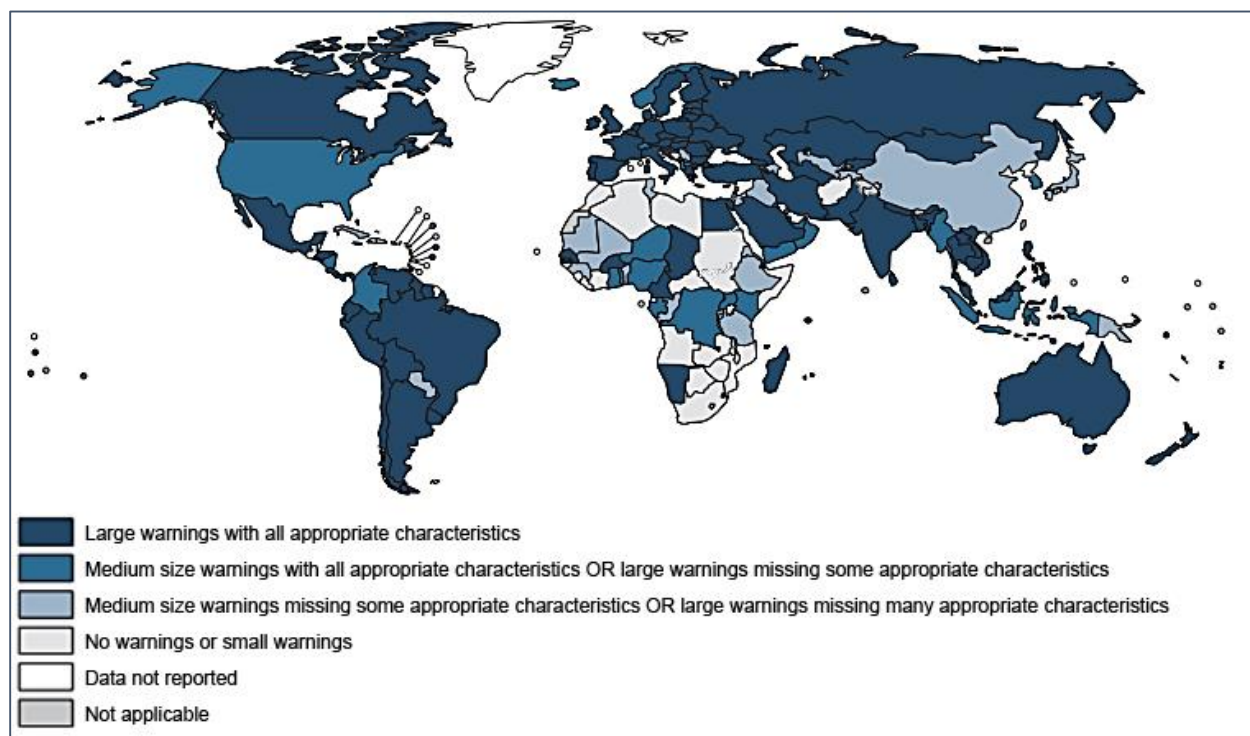 Large warnings with all appropriate characteristics
Medium size warnings with all appropriate characteristics OR large warnings missing some appropriate characteristics
Medium size warnings missing some appropriate characteristics OR large warnings missing many appropriate characteristics
No warnings or small warnings
Data not reported
Not applicable